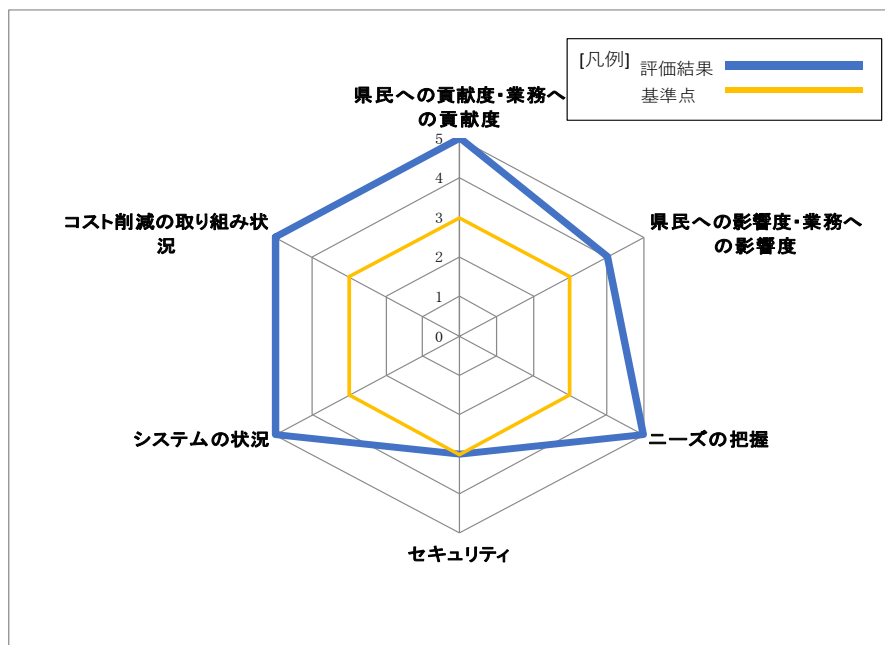 [凡例] 評価結果
基準点
県民への貢献度・業務へ
の貢献度
県民への影響度・業務へ
の影響度
コスト削減の取り組み状
況
5
4
3
2
1
0
システムの状況
ニーズの把握
セキュリティ